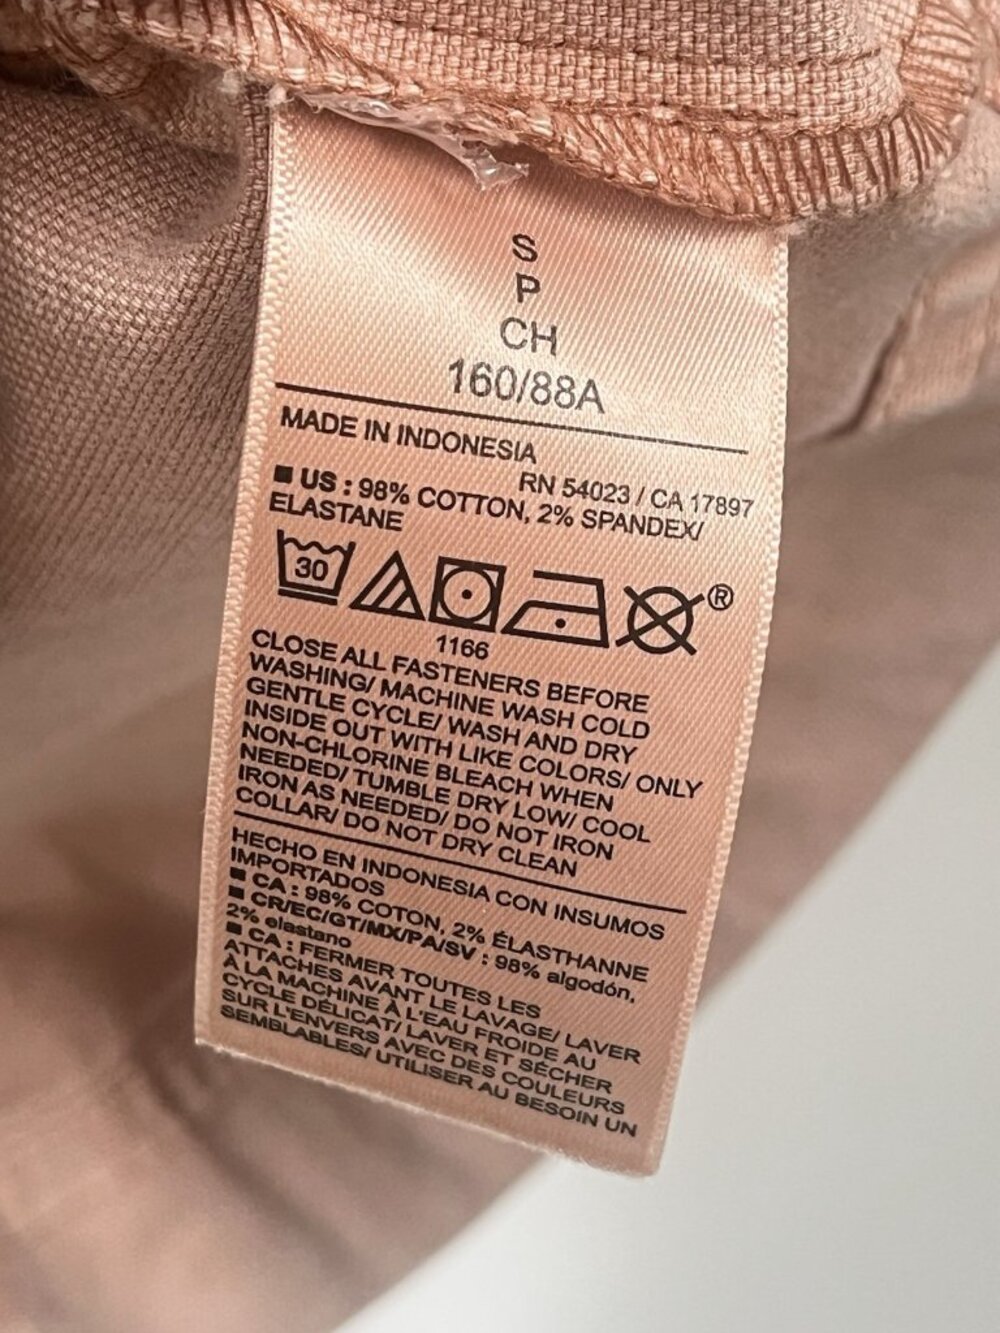 S
P
CH
160/88A
MADE IN INDONESIA
RN 54023 / CA 17897
■ US : 98% COTTON, 2% SPANDEX/
ELASTANE
30
®
1166
CLOSE ALL FASTENERS BEFORE
WASHING/ MACHINE WASH COLD
GENTLE CYCLE/ WASH AND DRY
INSIDE OUT WITH LIKE COLORS/ ONLY
NON-CHLORINE BLEACH WHEN
NEEDED/ TUMBLE DRY LOW/ COOL
IRON AS NEEDED/ DO NOT IRON
COLLAR/ DO NOT DRY CLEAN
HECHO EN INDONESIA CON INSUMOS
IMPORTADOS
■ CA : 98% COTON, 2% ÉLASTHANNE
■ CR/EC/GT/MX/PA/SV : 98% algodón,
2% elastano
■ CA : FERMER TOUTES LES
ATTACHES AVANT LE LAVAGE/ LAVER
À LA MACHINE À L'EAU FROIDE AU
CYCLE DÉLICAT/ LAVER ET SÉCHER
SUR L'ENVERS AVEC DES COULEURS
SEMBLABLES/ UTILISER AU BESOIN UN